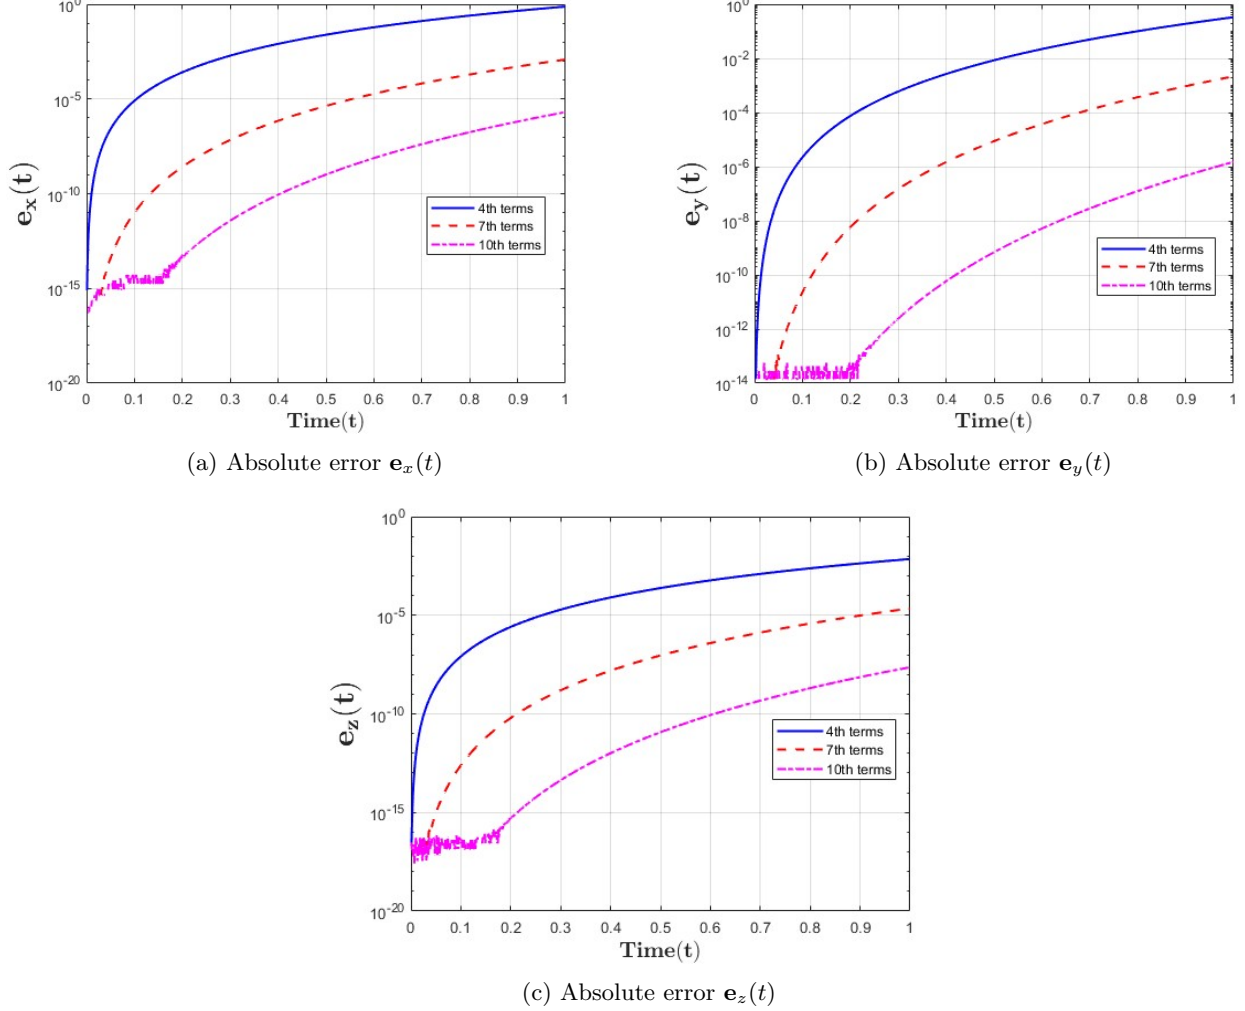 10^0
10^-5
10^-10
10^-15
10^-20
e_x(t)
4th terms
7th terms
10th terms
0 0.1 0.2 0.3 0.4 0.5 0.6 0.7 0.8 0.9 1
Time(t)
(a) Absolute error e_x(t)
10^0
10^-2
10^-4
10^-6
10^-8
10^-10
10^-12
10^-14
e_y(t)
4th terms
7th terms
10th terms
0 0.1 0.2 0.3 0.4 0.5 0.6 0.7 0.8 0.9 1
Time(t)
(b) Absolute error e_y(t)
10^0
10^-5
10^-10
10^-15
10^-20
e_z(t)
4th terms
7th terms
10th terms
0 0.1 0.2 0.3 0.4 0.5 0.6 0.7 0.8 0.9 1
Time(t)
(c) Absolute error e_z(t)